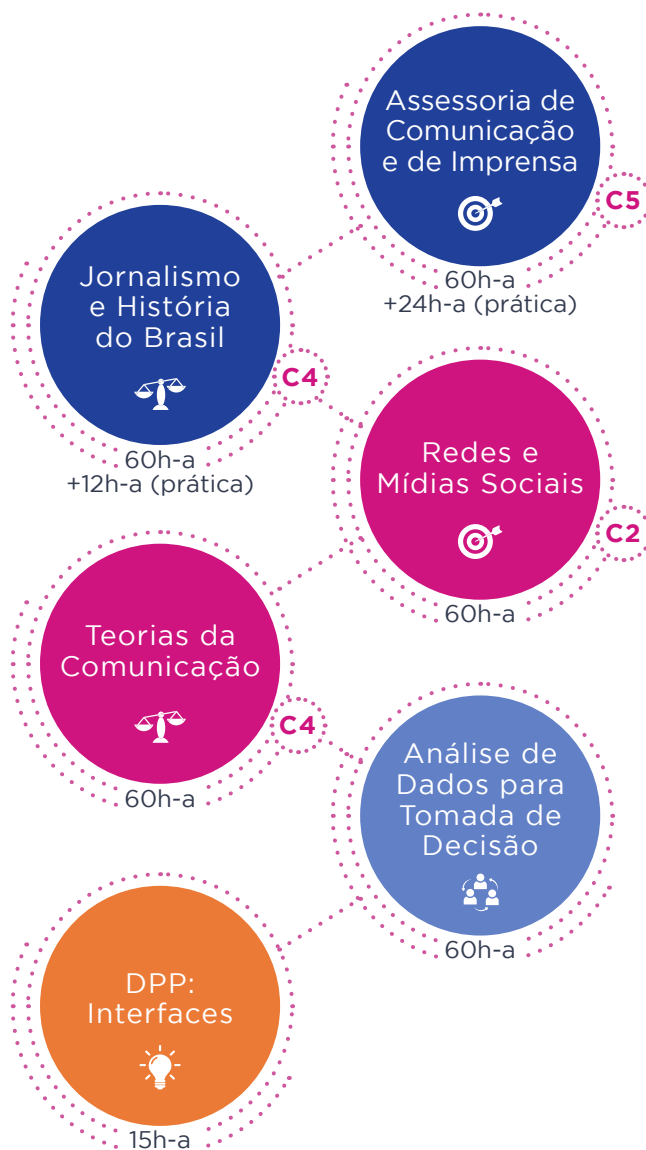 Assessoria de
Comunicação
e de Imprensa
C5
60h-a
+24h-a (prática)
Jornalismo
e História
do Brasil
C4
60h-a
+12h-a (prática)
Redes e
Mídias Sociais
C2
60h-a
Teorias da
Comunicação
C4
60h-a
Análise de
Dados para
Tomada de
Decisão
60h-a
DPP:
Interfaces
15h-a